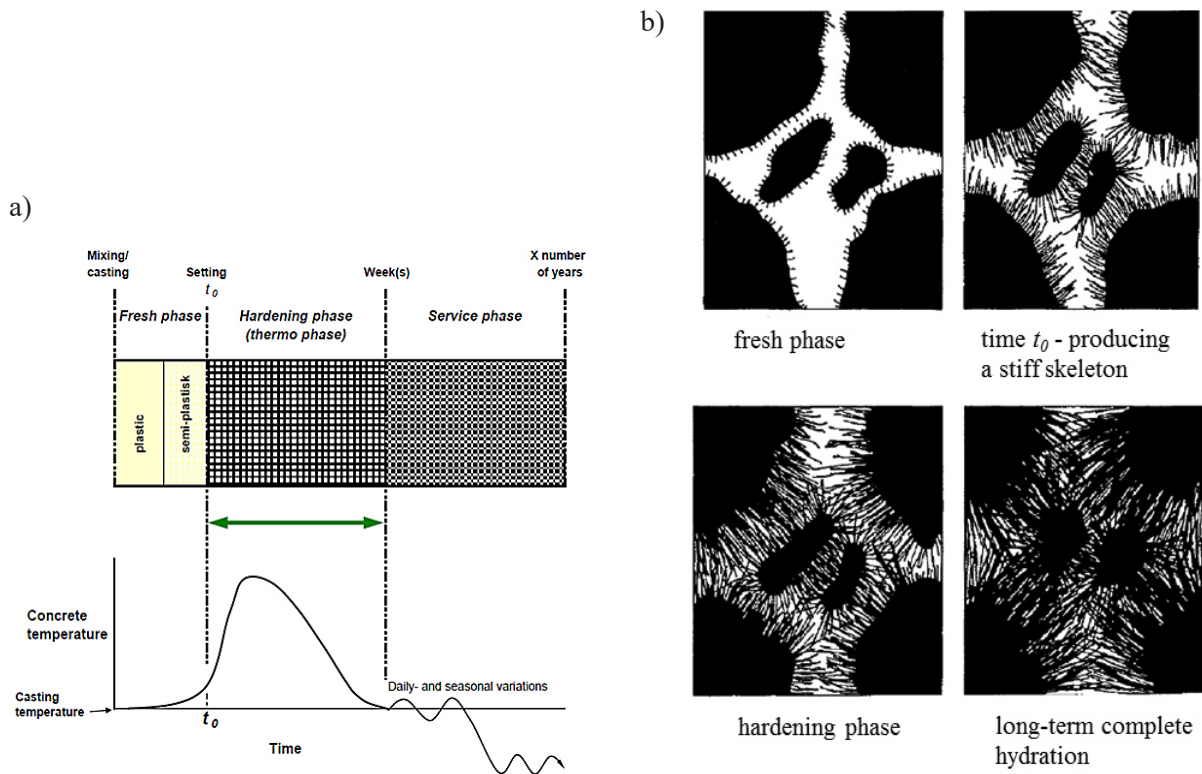 a)
Mixing/
casting
Setting
t0
Week(s)
X number
of years
Fresh phase
Hardening phase
(thermo phase)
Service phase
plastic
semi-plastisk
Concrete
temperature
Casting
temperature
t0
Time
Daily- and seasonal variations
b)
fresh phase
time t0 - producing
a stiff skeleton
hardening phase
long-term complete
hydration